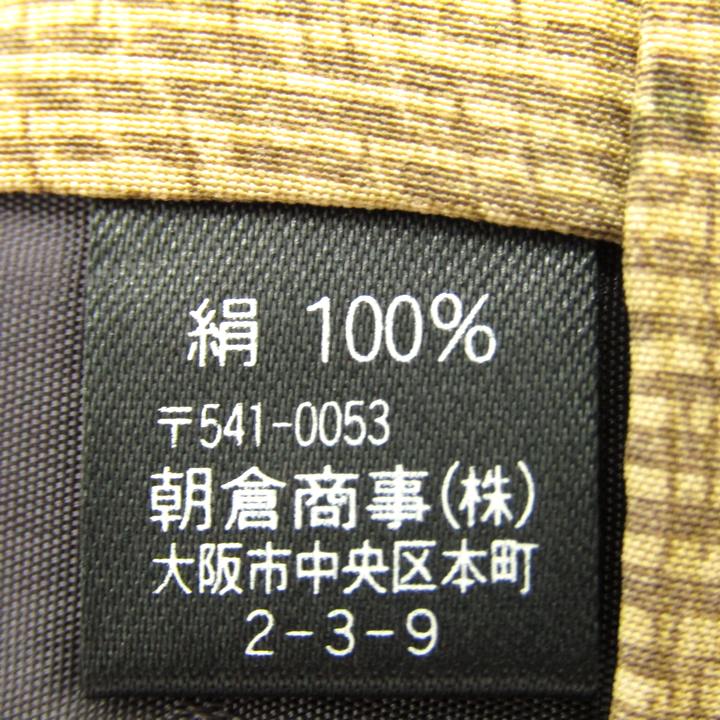 絹 100%
〒541-0053
朝倉商事(株)
大阪市中央区本町
2-3-9